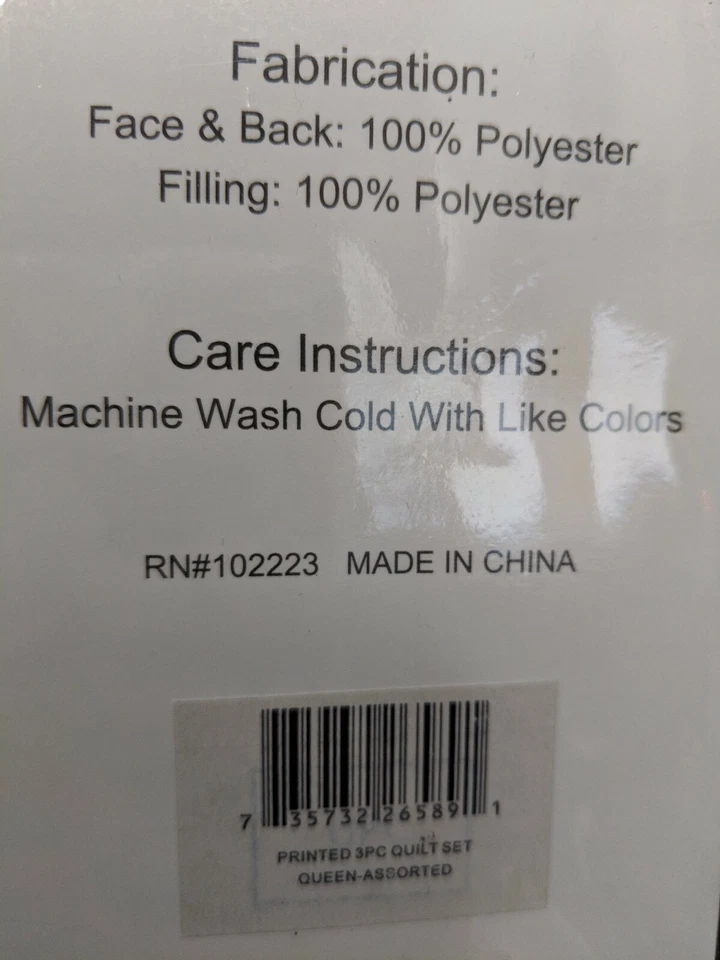 Fabrication:
Face & Back: 100% Polyester
Filling: 100% Polyester
Care Instructions:
Machine Wash Cold With Like Colors
RN#102223 MADE IN CHINA
7 35732 26589 1
PRINTED 3PC QUILT SET
QUEEN-ASSORTED